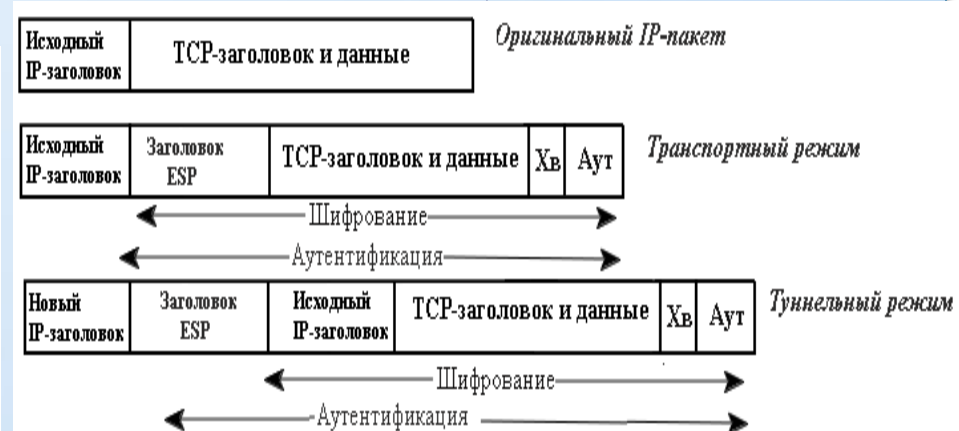 Исходный
IP-заголовок
TCP-заголовок и данные
Оригинальный IP-пакет
Исходный
IP-заголовок
Заголовок
ESP
TCP-заголовок и данные
Хв
Аут
Транспортный режим
Шифрование
Аутентификация
Новый
IP-заголовок
Заголовок
ESP
Исходный
IP-заголовок
TCP-заголовок и данные
Хв
Аут
Туннельный режим
Шифрование
Аутентификация